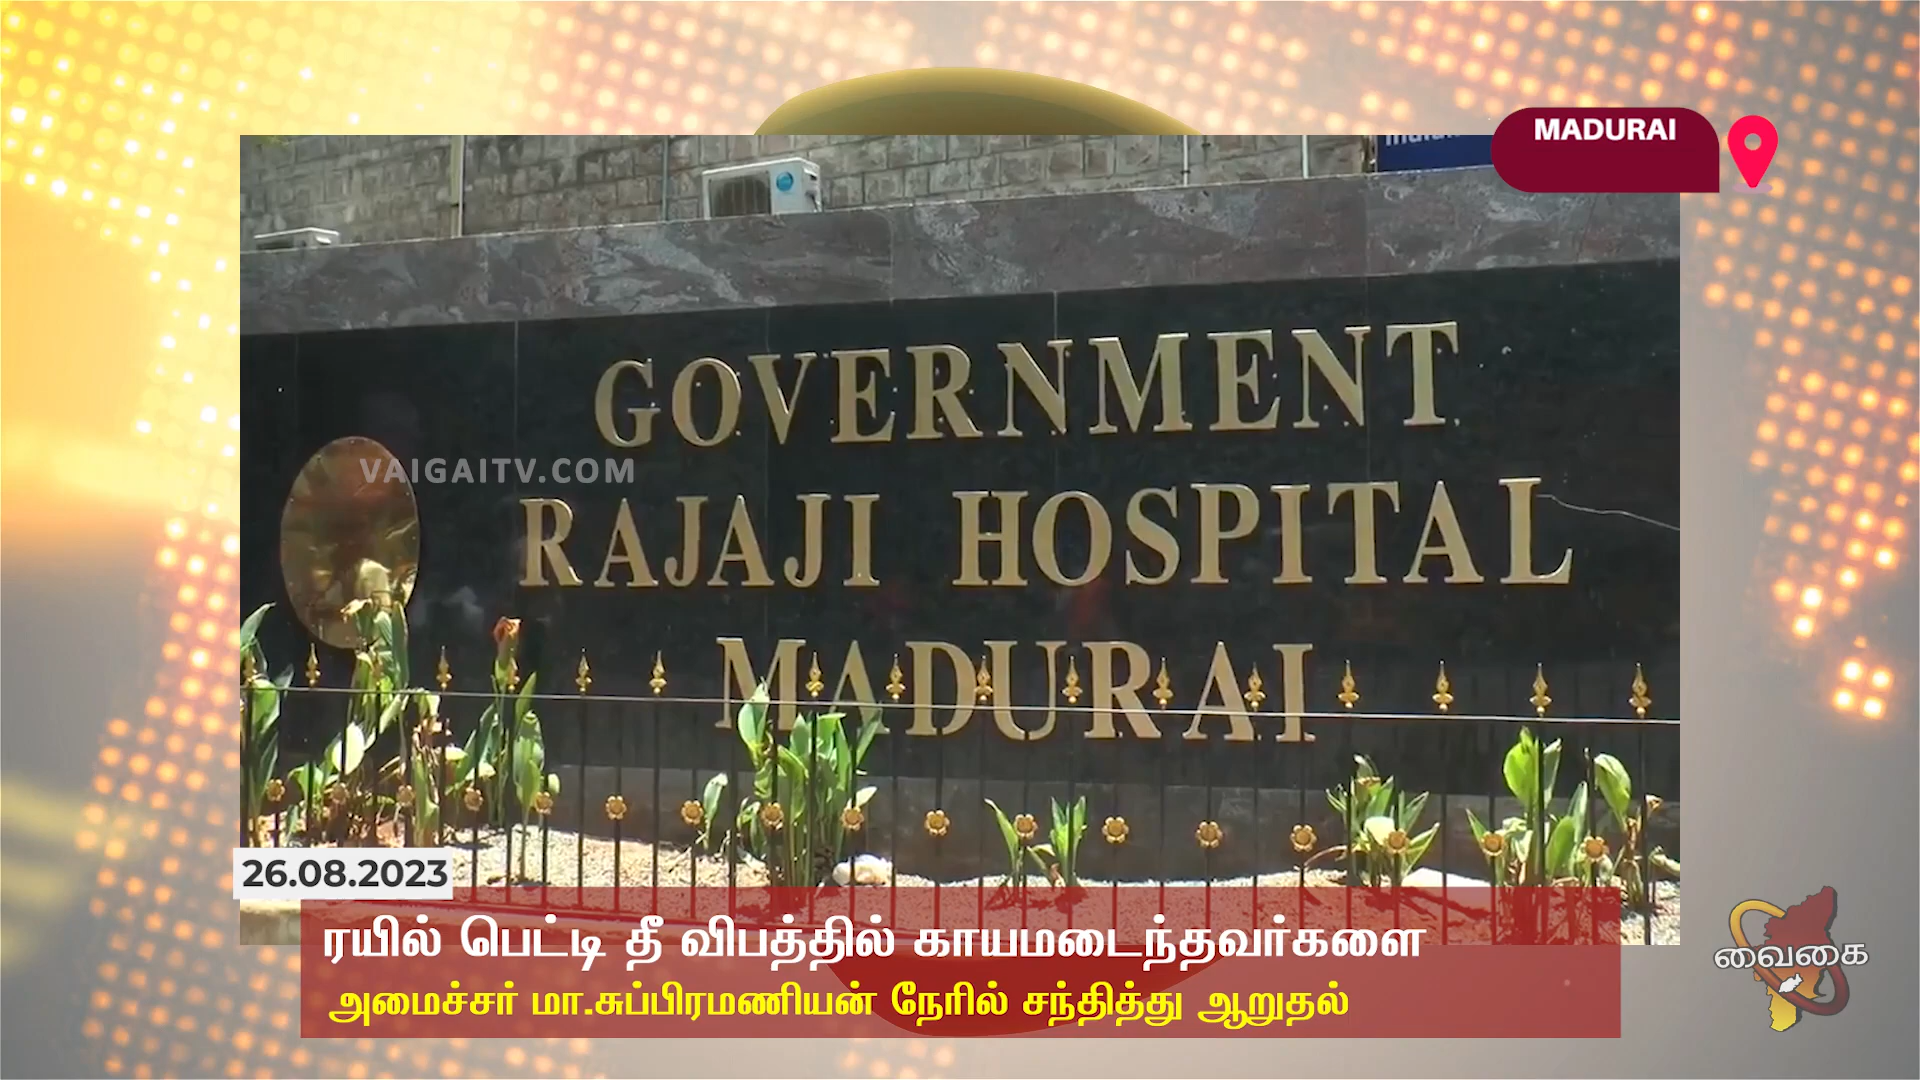 MADURAI
GOVERNMENT
VAIGAITV.COM
RAJAJI HOSPITAL
MADURAI
26.08.2023
ரயில் பெட்டி தீ விபத்தில் காயமடைந்தவர்களை
அமைச்சர் மா.சுப்பிரமணியன் நேரில் சந்தித்து ஆறுதல்
வைகை